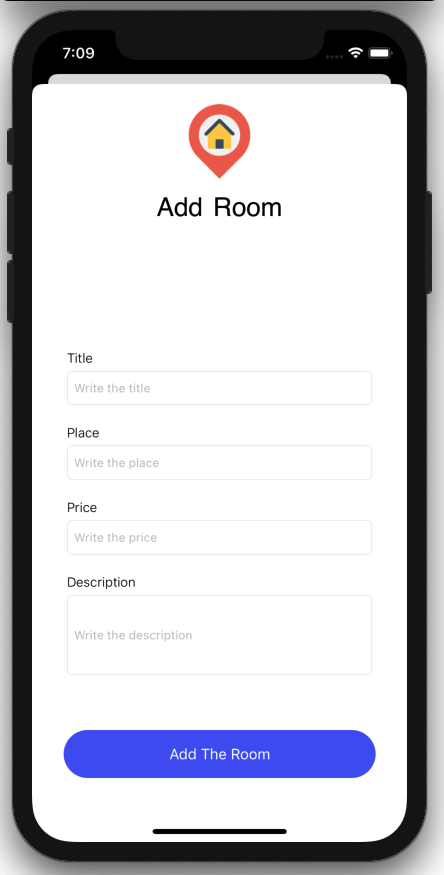 7:09
Add Room
Title
Write the title
Place
Write the place
Price
Write the price
Description
Write the description
Add The Room